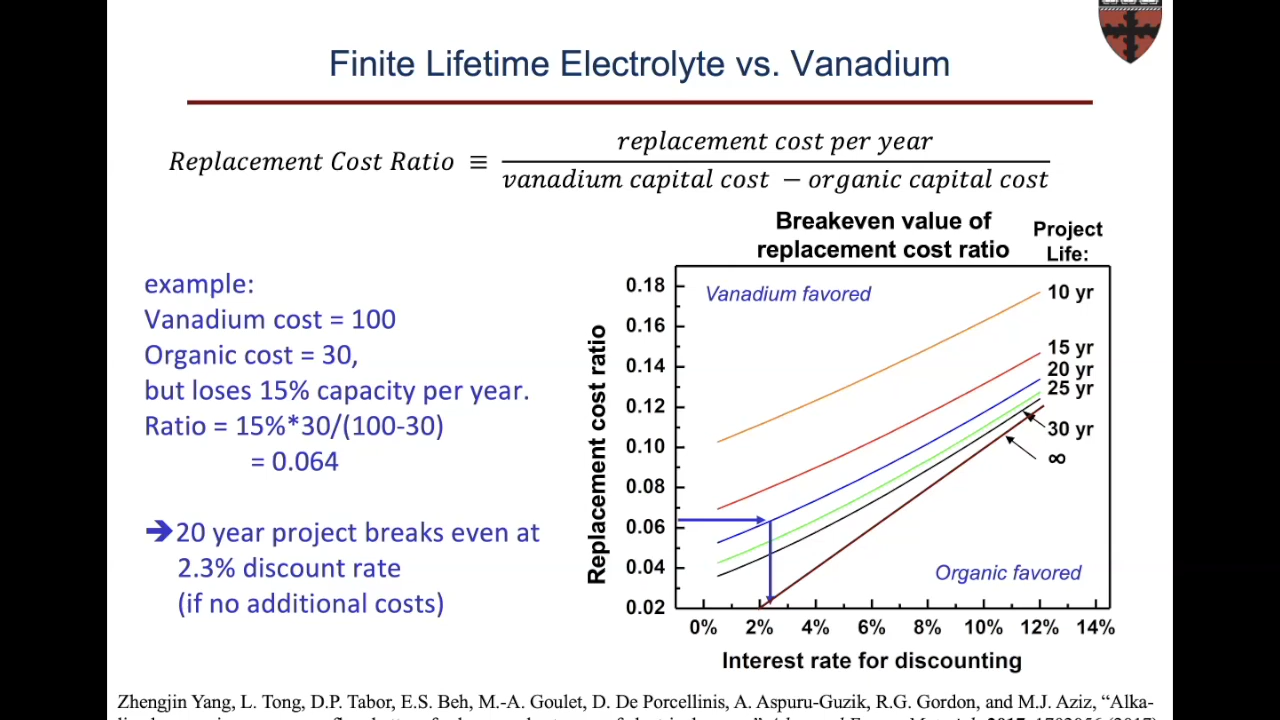 Finite Lifetime Electrolyte vs. Vanadium
Replacement Cost Ratio ≡ replacement cost per year
vanadium capital cost − organic capital cost
example:
Vanadium cost = 100
Organic cost = 30,
but loses 15% capacity per year.
Ratio = 15%*30/(100-30)
= 0.064
➔20 year project breaks even at
2.3% discount rate
(if no additional costs)
Breakeven value of
replacement cost ratio
Project
Life:
Vanadium favored
Organic favored
10 yr
15 yr
20 yr
25 yr
30 yr
∞
Replacement cost ratio
0.18
0.16
0.14
0.12
0.10
0.08
0.06
0.04
0.02
0% 2% 4% 6% 8% 10% 12% 14%
Interest rate for discounting
Zhengjin Yang, L. Tong, D.P. Tabor, E.S. Beh, M.-A. Goulet, D. De Porcellinis, A. Aspuru-Guzik, R.G. Gordon, and M.J. Aziz, “Alka-